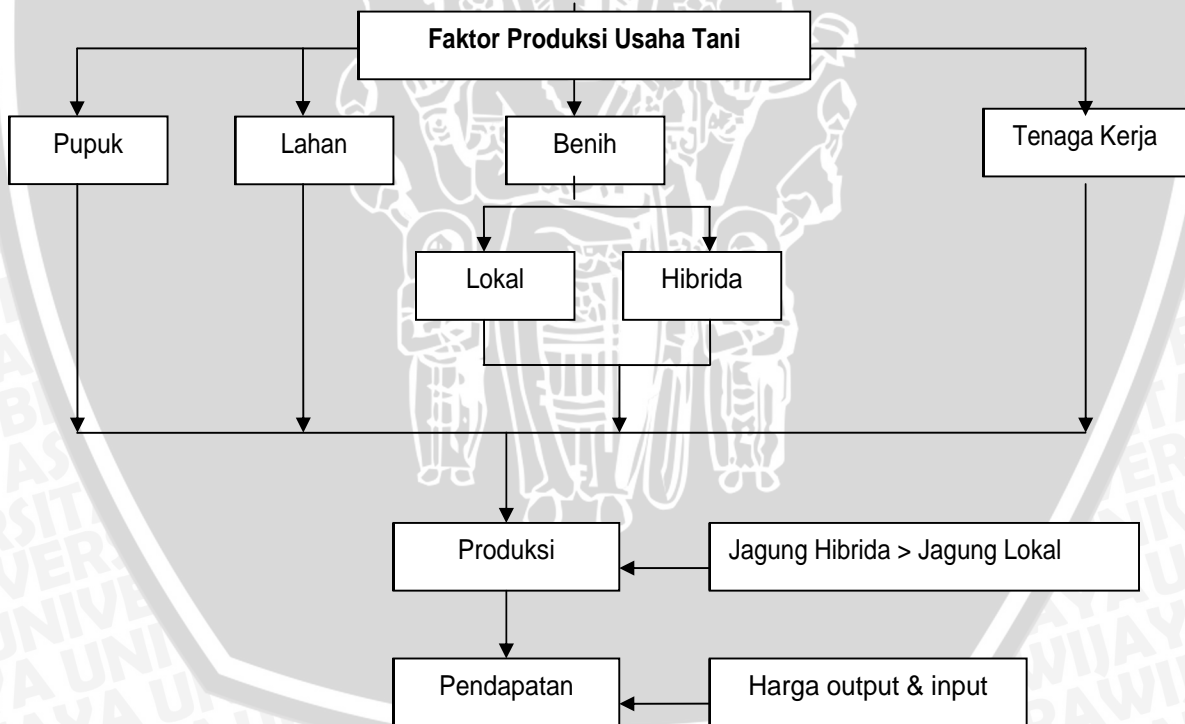 Faktor Produksi Usaha Tani
Pupuk
Lahan
Benih
Tenaga Kerja
Lokal
Hibrida
Produksi
Jagung Hibrida > Jagung Lokal
Pendapatan
Harga output & input